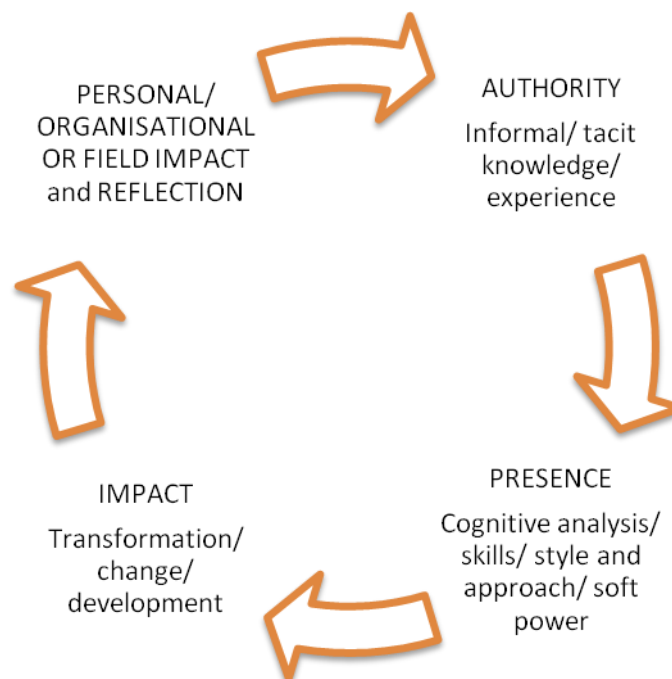 PERSONAL/
ORGANISATIONAL
OR FIELD IMPACT
and REFLECTION
AUTHORITY
Informal/ tacit
knowledge/
experience
PRESENCE
Cognitive analysis/
skills/ style and
approach/ soft
power
IMPACT
Transformation/
change/
development